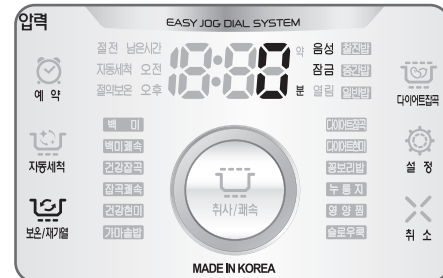 압력
EASY JOG DIAL SYSTEM
절전 남은시간 약 음성 찰진밥
자동세척 오전 잠금 중간밥
절약보온 오후 0 분 열림 일반밥
예 약
자동세척
보온/재가열
백 미
백미쾌속
건강잡곡
잡곡쾌속
건강현미
가마솥밥
취사/쾌속
다이어트잡곡
다이어트현미
꽁보리밥
누 룽 지
영 양 찜
슬로우쿡
다이어트잡곡
설 정
취 소
MADE IN KOREA